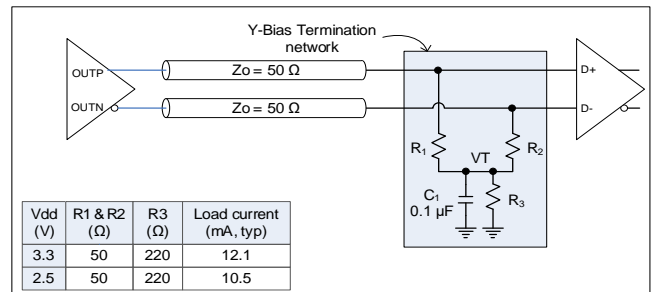 Y-Bias Termination
network
OUTP
Zo = 50 Ω
D+
OUTN
Zo = 50 Ω
D-
R1
VT
R2
C1
0.1 µF
R3
Vdd (V) R1 & R2 (Ω) R3 (Ω) Load current (mA, typ)
3.3 50 220 12.1
2.5 50 220 10.5